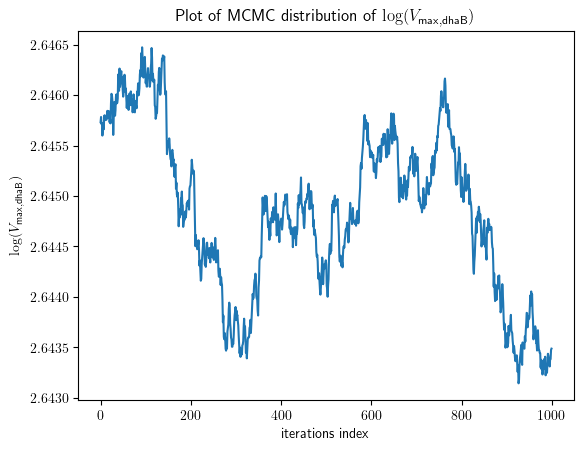 Plot of MCMC distribution of log(V_max,dhaB)
log(V_max,dhaB)
2.6465
2.6460
2.6455
2.6450
2.6445
2.6440
2.6435
2.6430
0 200 400 600 800 1000
iterations index